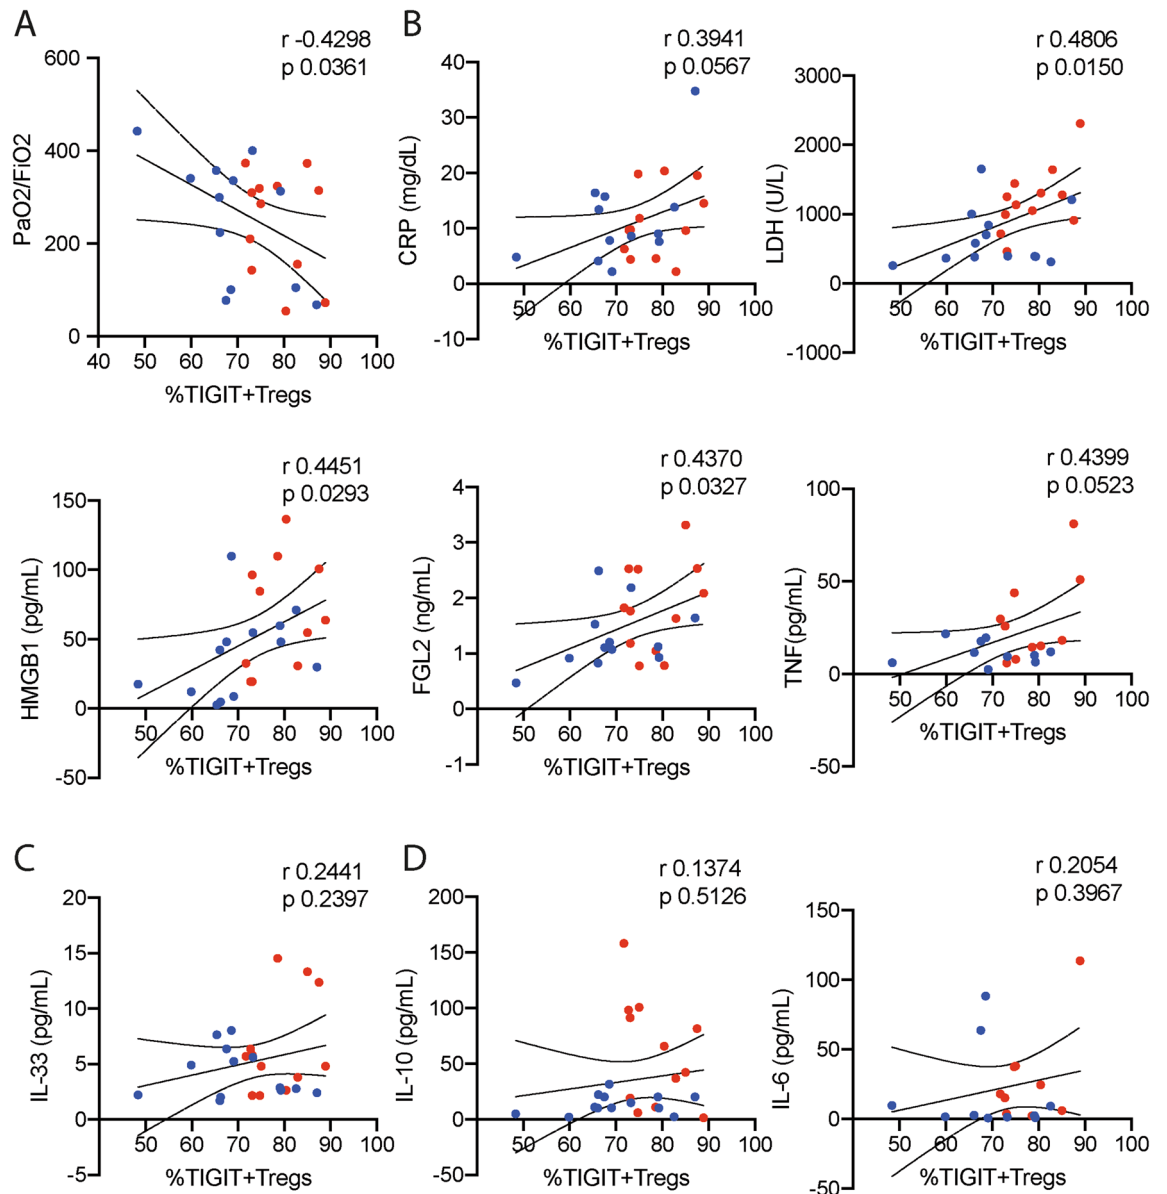 A
r -0.4298
p 0.0361
600
400
200
0
PaO2/FiO2
40 50 60 70 80 90 100
%TIGIT+Tregs
B
r 0.3941
p 0.0567
40
30
20
10
0
-10
CRP (mg/dL)
50 60 70 80 90 100
%TIGIT+Tregs
r 0.4806
p 0.0150
3000
2000
1000
0
-1000
LDH (U/L)
50 60 70 80 90 100
%TIGIT+Tregs
r 0.4451
p 0.0293
150
100
50
0
-50
HMGB1 (pg/mL)
50 60 70 80 90 100
%TIGIT+Tregs
r 0.4370
p 0.0327
4
3
2
1
0
-1
FGL2 (ng/mL)
50 60 70 80 90 100
%TIGIT+Tregs
r 0.4399
p 0.0523
100
50
0
-50
TNF(pg/mL)
50 60 70 80 90 100
%TIGIT+Tregs
C
r 0.2441
p 0.2397
20
15
10
5
0
-5
IL-33 (pg/mL)
50 60 70 80 90 100
%TIGIT+Tregs
D
r 0.1374
p 0.5126
200
150
100
50
0
-50
IL-10 (pg/mL)
50 60 70 80 90 100
%TIGIT+Tregs
r 0.2054
p 0.3967
150
100
50
0
-50
IL-6 (pg/mL)
50 60 70 80 90 100
%TIGIT+Tregs